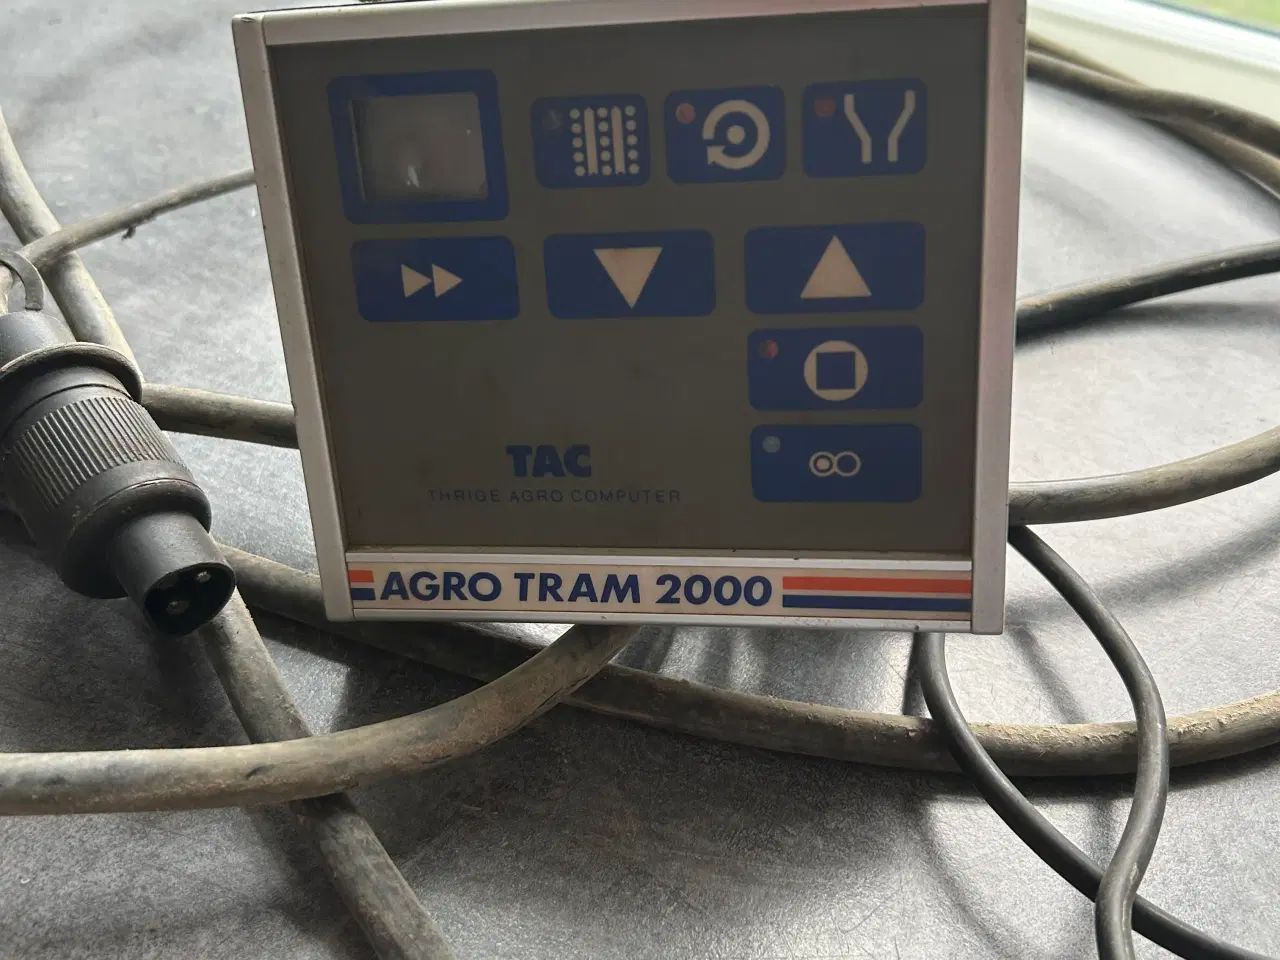 TAC
THRIGE AGRO COMPUTER
AGRO TRAM 2000